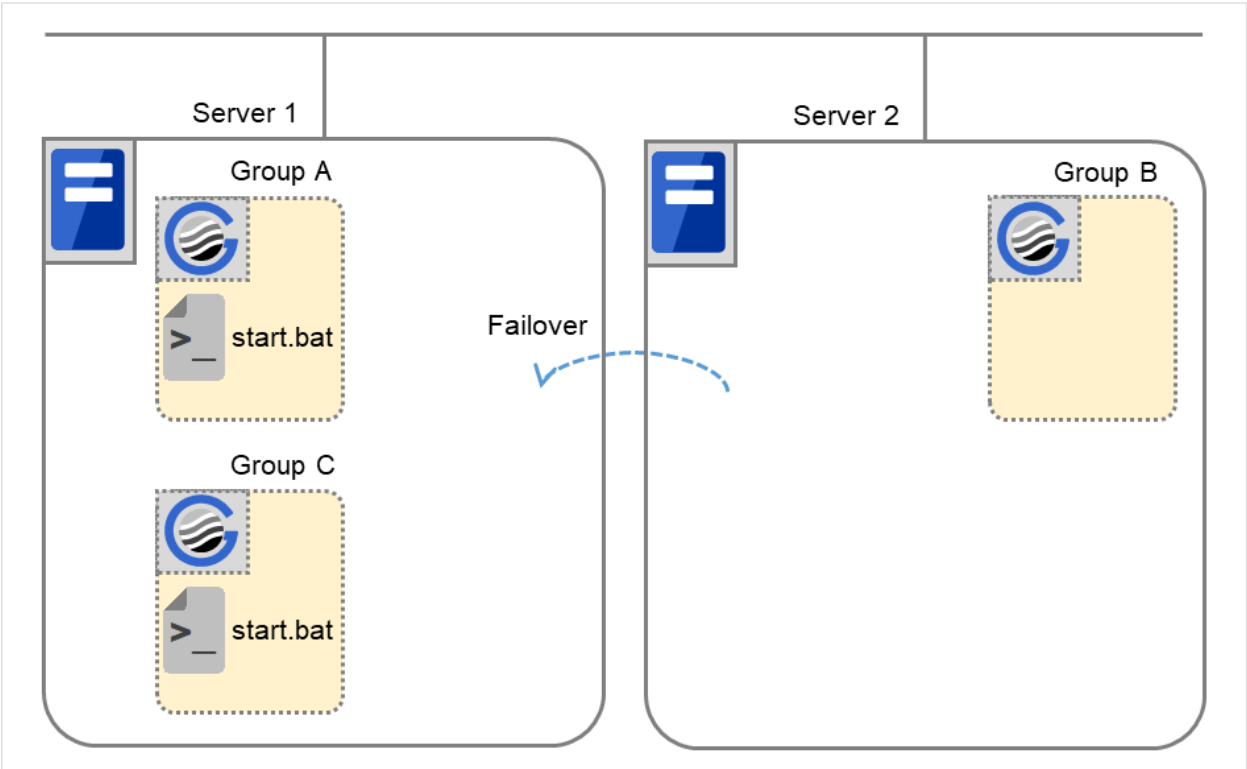 Server 1
Server 2
Group A
Group B
start.bat
Failover
Group C
start.bat